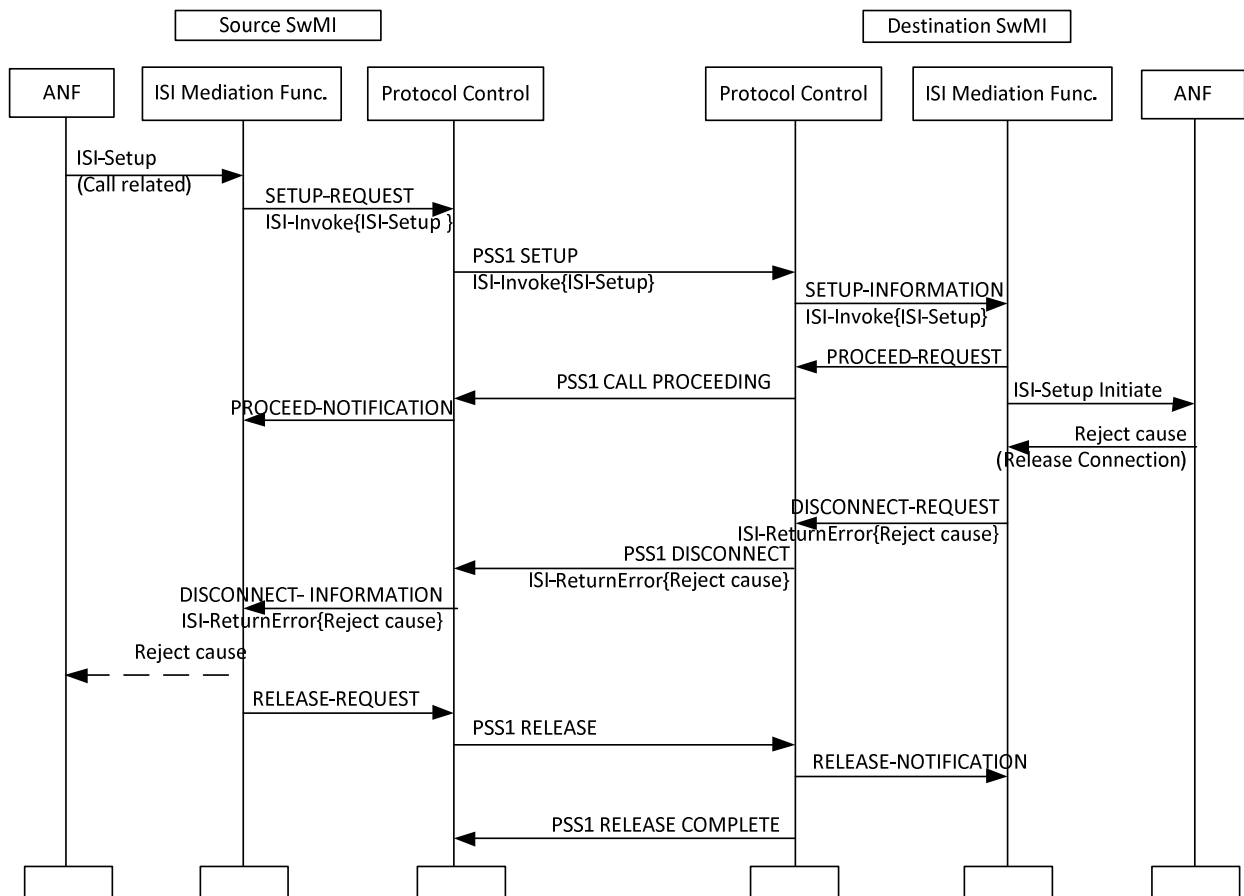 Source SwMI
Destination SwMI
ANF
ISI Mediation Func.
Protocol Control
Protocol Control
ISI Mediation Func.
ANF
ISI-Setup
(Call related)
SETUP-REQUEST
ISI-Invoke{ISI-Setup }
PSS1 SETUP
ISI-Invoke{ISI-Setup}
SETUP-INFORMATION
ISI-Invoke{ISI-Setup}
PROCEED-REQUEST
PSS1 CALL PROCEEDING
PROCEED-NOTIFICATION
ISI-Setup Initiate
Reject cause
(Release Connection)
DISCONNECT-REQUEST
ISI-ReturnError{Reject cause}
PSS1 DISCONNECT
ISI-ReturnError{Reject cause}
DISCONNECT- INFORMATION
ISI-ReturnError{Reject cause}
Reject cause
RELEASE-REQUEST
PSS1 RELEASE
RELEASE-NOTIFICATION
PSS1 RELEASE COMPLETE